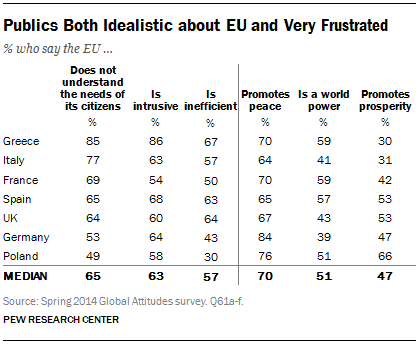 Publics Both Idealistic about EU and Very Frustrated
% who say the EU ...
Does not understand the needs of its citizens Is intrusive Is inefficient Promotes peace Is a world power Promotes prosperity
% % % % % %
Greece 85 86 67 70 59 30
Italy 77 63 57 64 41 31
France 69 54 50 70 59 42
Spain 65 68 63 65 57 53
UK 64 60 64 67 43 53
Germany 53 64 43 84 39 47
Poland 49 58 30 76 51 66
MEDIAN 65 63 57 70 51 47
Source: Spring 2014 Global Attitudes survey. Q61a-f.
PEW RESEARCH CENTER